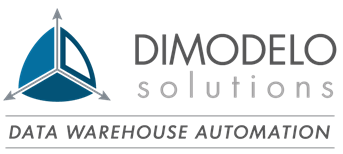 DIMODELO
solutions
DATA WAREHOUSE AUTOMATION